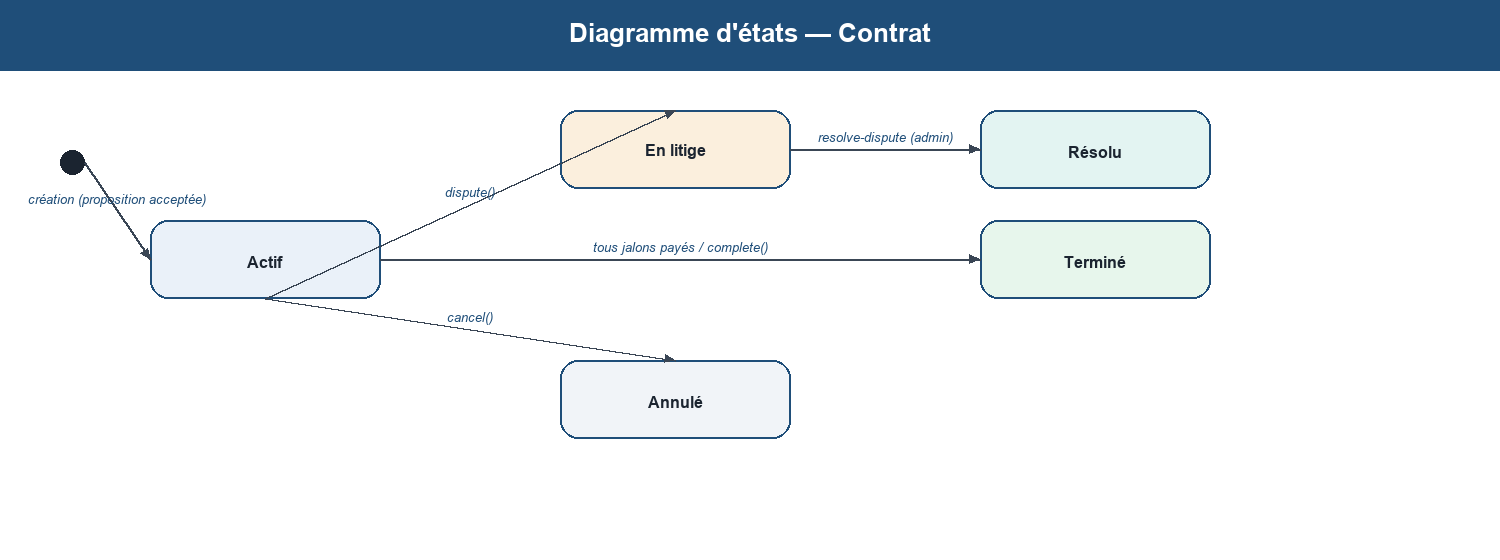 Diagramme d'états — Contrat
En litige
resolve-dispute (admin)
Résolu
création (proposition acceptée)
dispute()
Actif
tous jalons payés / complete()
Terminé
cancel()
Annulé